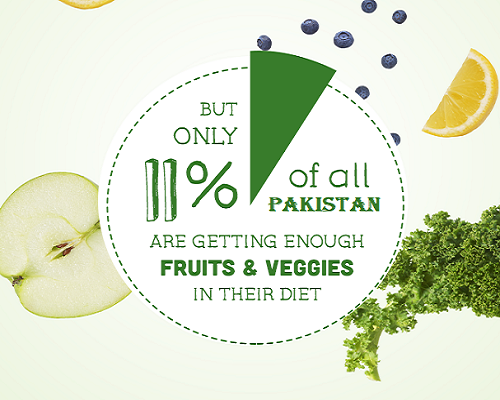 BUT
ONLY
11% of all
PAKISTAN
ARE GETTING ENOUGH
FRUITS & VEGGIES
IN THEIR DIET